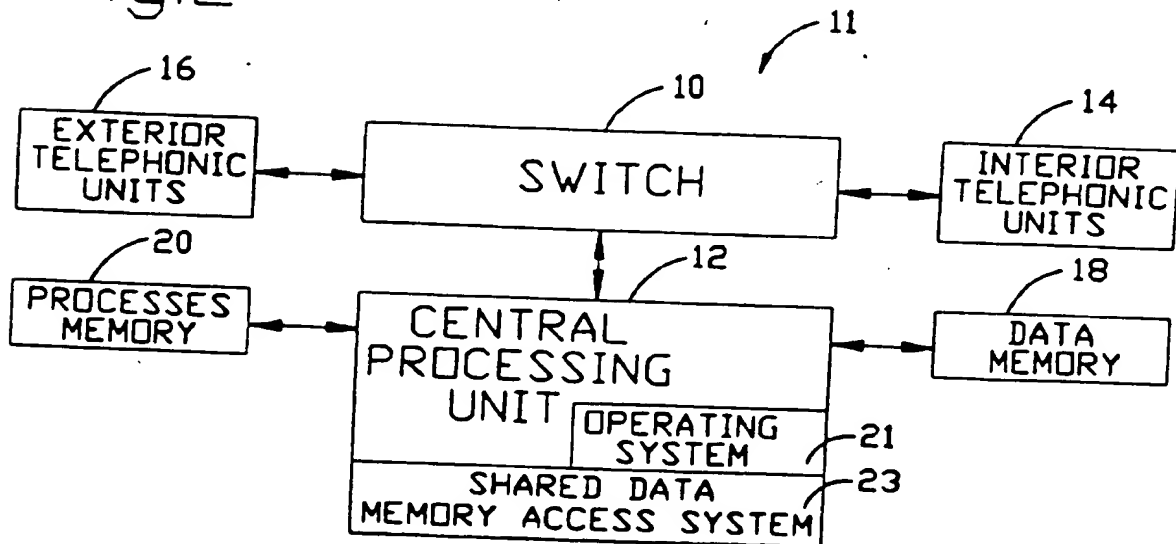 11
16
10
14
EXTERIOR
TELEPHONIC
UNITS
SWITCH
INTERIOR
TELEPHONIC
UNITS
20
12
18
PROCESSES
MEMORY
CENTRAL
PROCESSING
UNIT
DATA
MEMORY
OPERATING
SYSTEM
21
SHARED DATA
MEMORY ACCESS SYSTEM
23